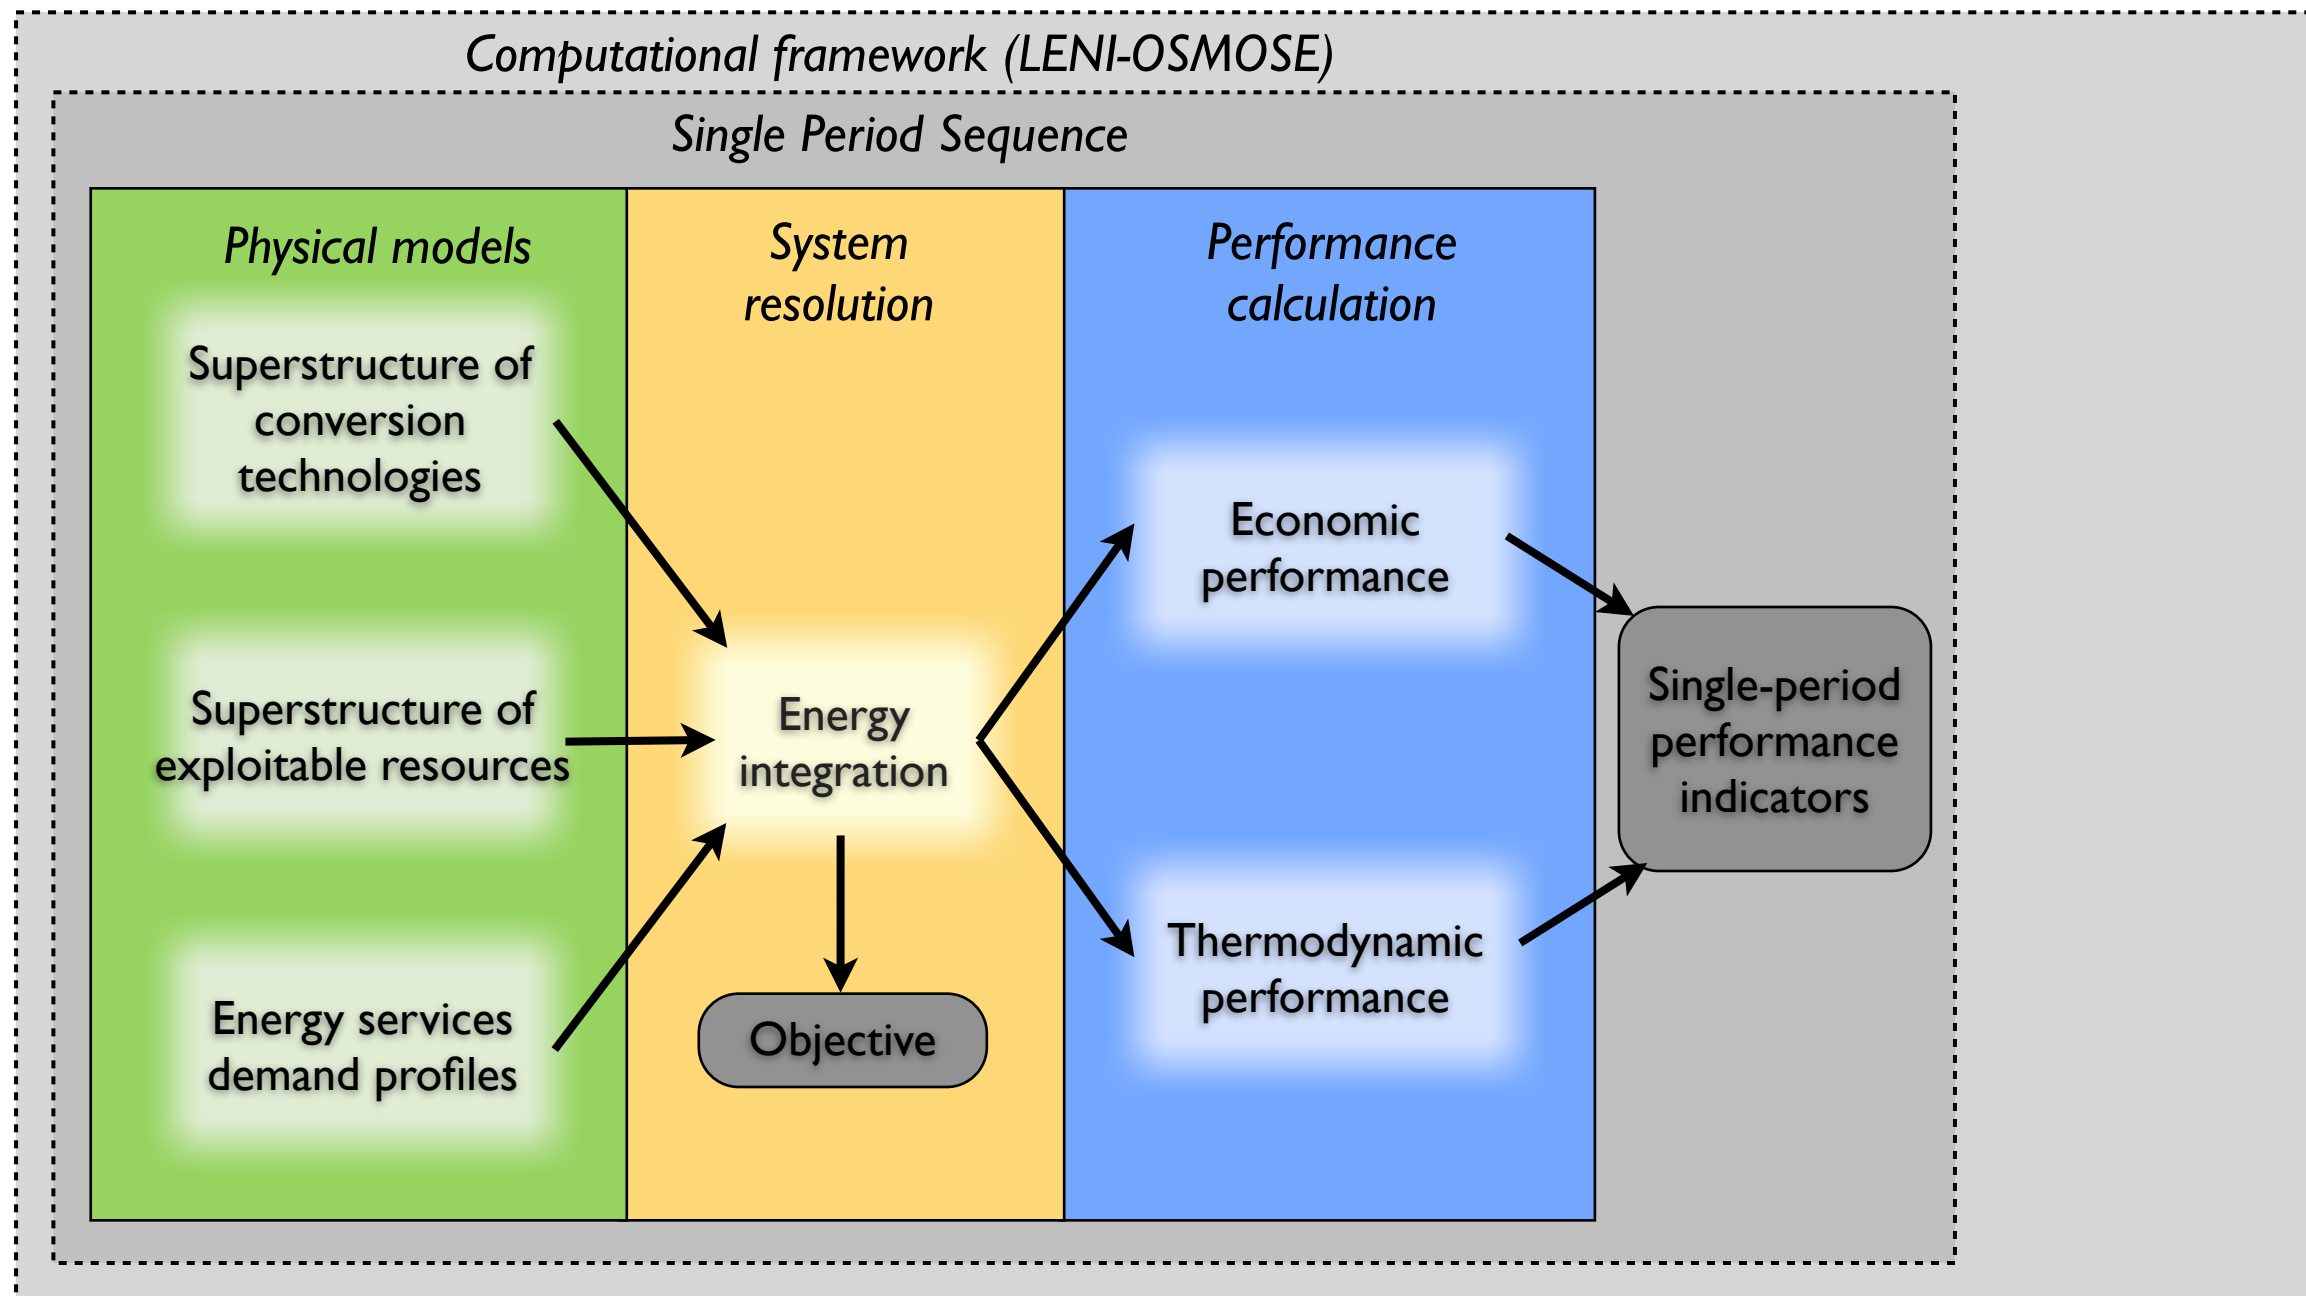 Computational framework (LENI-OSMOSE)
Single Period Sequence
Physical models
Superstructure of
conversion
technologies
Superstructure of
exploitable resources
Energy services
demand profiles
System
resolution
Energy
integration
Objective
Performance
calculation
Economic
performance
Thermodynamic
performance
Single-period
performance
indicators